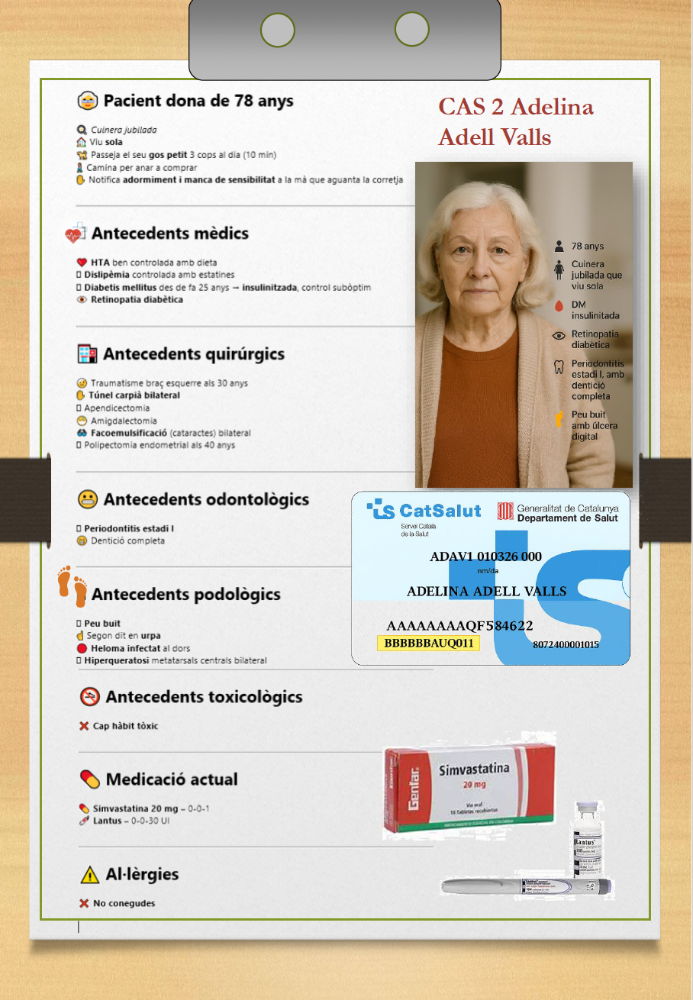 Pacient dona de 78 anys
Cuinera jubilada
Viu sola
Passeja el seu gos petit 3 cops al dia (10 min)
Camina per anar a comprar
Notifica adormiment i manca de sensibilitat a la mà que aguanta la corretja
CAS 2 Adelina
Adell Valls
Antecedents mèdics
HTA ben controlada amb dieta
Dislipèmia controlada amb estatines
Diabetis mellitus des de fa 25 anys → insulinitzada, control subòptim
Retinopatia diabètica
78 anys
Cuinera
jubilada que
viu sola
DM
insulinitada
Retinopatia
diabètica
Periodontitis
estadi I, amb
dentició
completa
Peu buit
amb úlcera
digital
Antecedents quirúrgics
Traumatisme braç esquerre als 30 anys
Túnel carpià bilateral
Apendicectomia
Amigdalectomia
Facoemulsificació (cataractes) bilateral
Polipectomia endometrial als 40 anys
Antecedents odontològics
Periodontitis estadi I
Dentició completa
CatSalut
Servei Català
de la Salut
Generalitat de Catalunya
Departament de Salut
ADAV1 010326 000
nm/da
ADELINA ADELL VALLS
AAAAAAAAQF584622
BBBBBBAUQ011
8072400001015
Antecedents podològics
Peu buit
Segon dit en urpa
Heloma infectat al dors
Hiperqueratosi metatarsals centrals bilateral
Antecedents toxicològics
Cap hàbit tòxic
Medicació actual
Simvastatina 20 mg – 0-0-1
Lantus – 0-0-30 UI
Genfar
Simvastatina
20 mg
Vía oral
10 Tabletas recubiertas
MEDICAMENTO ESENCIAL EN COLOMBIA
Lantus
Al·lèrgies
No conegudes